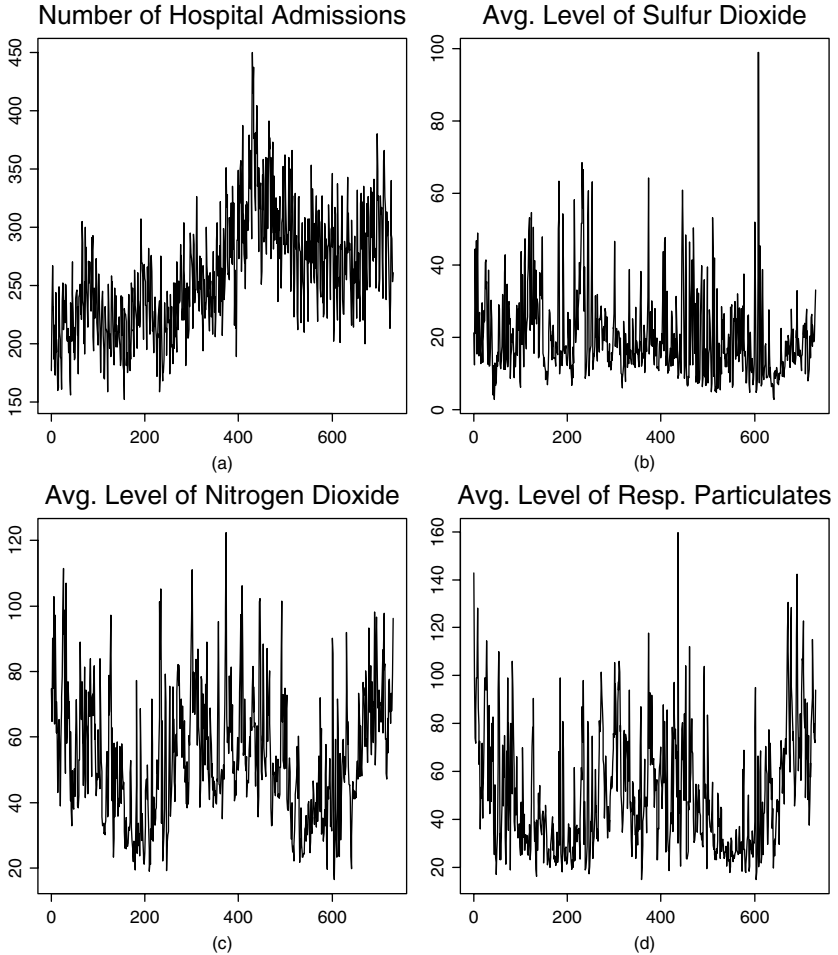 Number of Hospital Admissions
450
400
350
300
250
200
150
0 200 400 600
(a)
Avg. Level of Sulfur Dioxide
100
80
60
40
20
0
0 200 400 600
(b)
Avg. Level of Nitrogen Dioxide
120
100
80
60
40
20
0 200 400 600
(c)
Avg. Level of Resp. Particulates
160
140
120
100
80
60
40
20
0 200 400 600
(d)